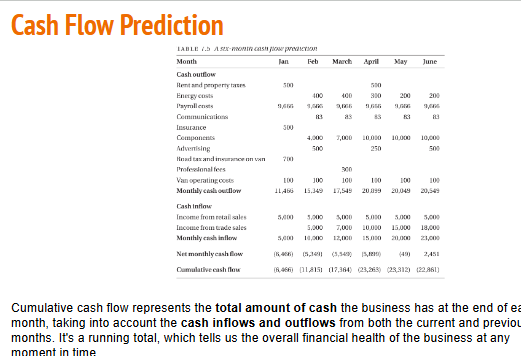 Cash Flow Prediction
TABLE 7.5 A six-month cash flow prediction
Month Jan Feb March April May June
Cash outflow
Rent and property taxes 500 500
Energy costs 400 400 300 200 200
Payroll costs 9,666 9,666 9,666 9,666 9,666 9,666
Communications 83 83 83 83 83
Insurance 500
Components 4,000 7,000 10,000 10,000 10,000
Advertising 500 250 500
Road tax and insurance on van 700
Professional fees 300
Van operating costs 100 100 100 100 100 100
Monthly cash outflow 11,466 15,349 17,549 20,899 20,049 20,549
Cash inflow
Income from retail sales 5,000 5,000 5,000 5,000 5,000 5,000
Income from trade sales 5,000 7,000 10,000 15,000 18,000
Monthly cash inflow 5,000 10,000 12,000 15,000 20,000 23,000
Net monthly cash flow (6,466) (5,349) (5,549) (5,899) (49) 2,451
Cumulative cash flow (6,466) (11,815) (17,364) (23,263) (23,312) (22,861)
Cumulative cash flow represents the total amount of cash the business has at the end of ea
month, taking into account the cash inflows and outflows from both the current and previou
months. It's a running total, which tells us the overall financial health of the business at any
moment in time